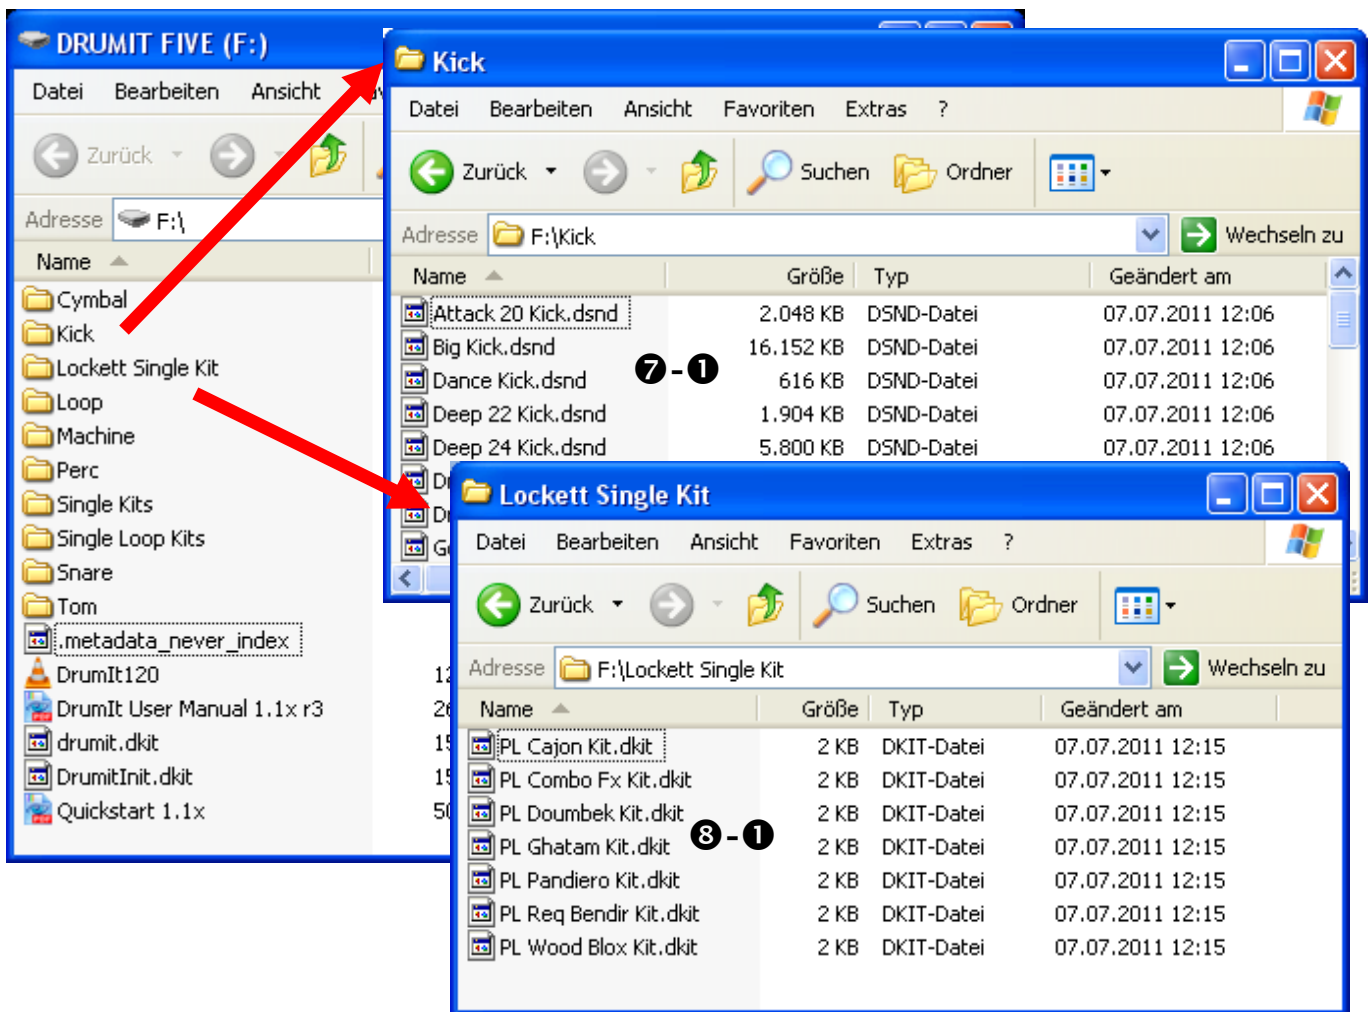 DRUMIT FIVE (F:)
Datei Bearbeiten Ansicht
Zurück
Adresse F:\
Name
Cymbal
Kick
Lockett Single Kit
Loop
Machine
Perc
Single Kits
Single Loop Kits
Snare
Tom
.metadata_never_index
DrumIt120
DrumIt User Manual 1.1x r3
drumit.dkit
DrumitInit.dkit
Quickstart 1.1x
Kick
Datei Bearbeiten Ansicht Favoriten Extras ?
Zurück Suchen Ordner
Adresse F:\Kick Wechseln zu
Name Größe Typ Geändert am
Attack 20 Kick.dsnd 2.048 KB DSND-Datei 07.07.2011 12:06
Big Kick.dsnd 16.152 KB DSND-Datei 07.07.2011 12:06
Dance Kick.dsnd 616 KB DSND-Datei 07.07.2011 12:06
❼-❶
Deep 22 Kick.dsnd 1.904 KB DSND-Datei 07.07.2011 12:06
Deep 24 Kick.dsnd 5.800 KB DSND-Datei 07.07.2011 12:06
Lockett Single Kit
Datei Bearbeiten Ansicht Favoriten Extras ?
Zurück Suchen Ordner
Adresse F:\Lockett Single Kit Wechseln zu
Name Größe Typ Geändert am
PL Cajon Kit.dkit 2 KB DKIT-Datei 07.07.2011 12:15
PL Combo Fx Kit.dkit 2 KB DKIT-Datei 07.07.2011 12:15
PL Doumbek Kit.dkit 2 KB DKIT-Datei 07.07.2011 12:15
❽-❶
PL Ghatam Kit.dkit 2 KB DKIT-Datei 07.07.2011 12:15
PL Pandiero Kit.dkit 2 KB DKIT-Datei 07.07.2011 12:15
PL Req Bendir Kit.dkit 2 KB DKIT-Datei 07.07.2011 12:15
PL Wood Blox Kit.dkit 2 KB DKIT-Datei 07.07.2011 12:15